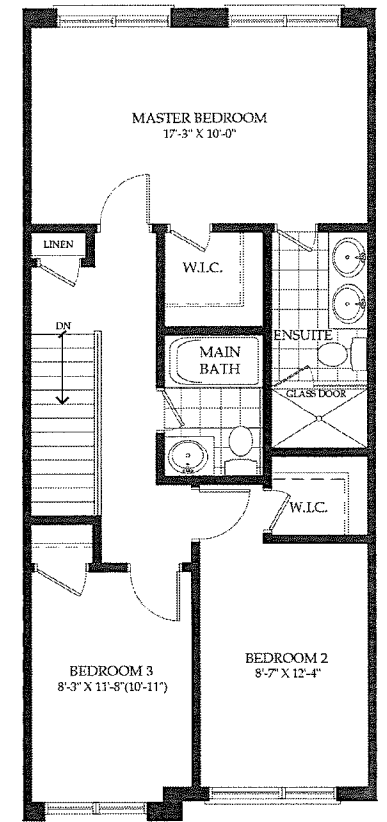 MASTER BEDROOM
17'-3" X 10'-0"
LINEN
W.I.C.
DN
ENSUITE
MAIN
BATH
GLASS DOOR
W.I.C.
BEDROOM 3
8'-3" X 11'-8"(10'-11")
BEDROOM 2
8'-7" X 12'-4"